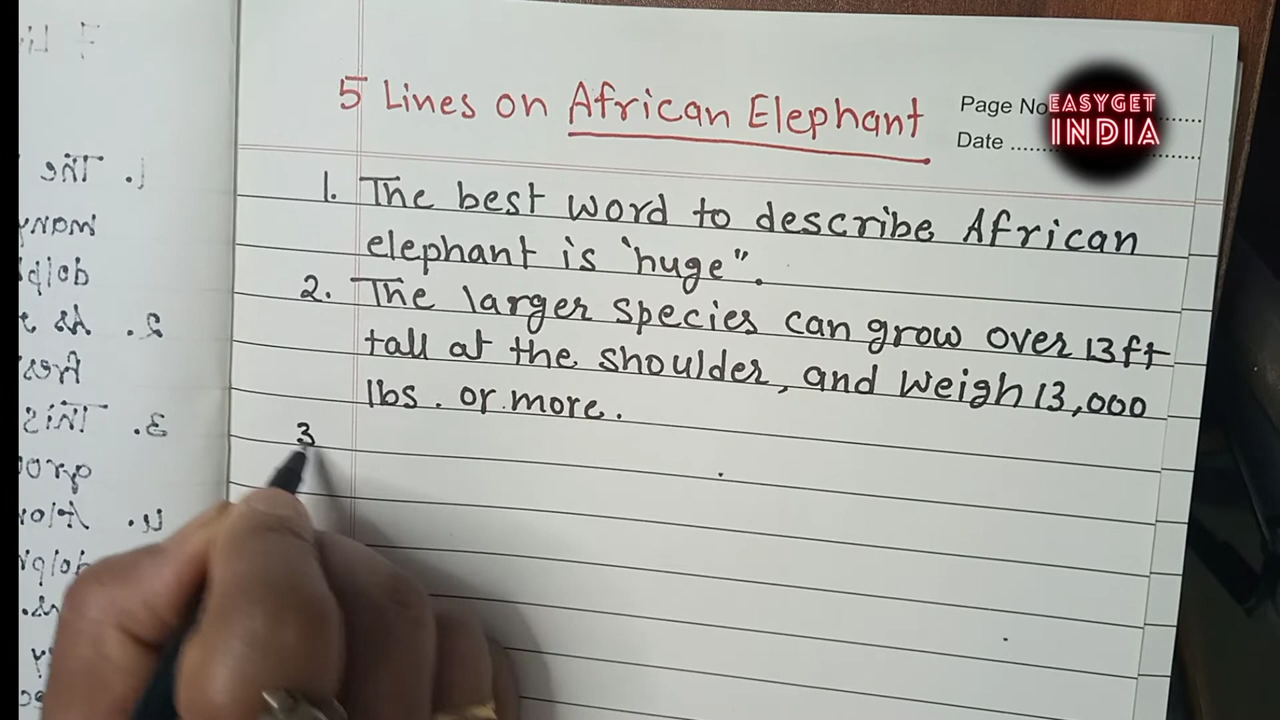 5 Lines on African Elephant
Page No
EASYGET
INDIA
Date ..........
1. The best word to describe African
elephant is "huge".
2. The larger species can grow over 13ft
tall at the shoulder, and weigh 13,000
lbs. or more.
3